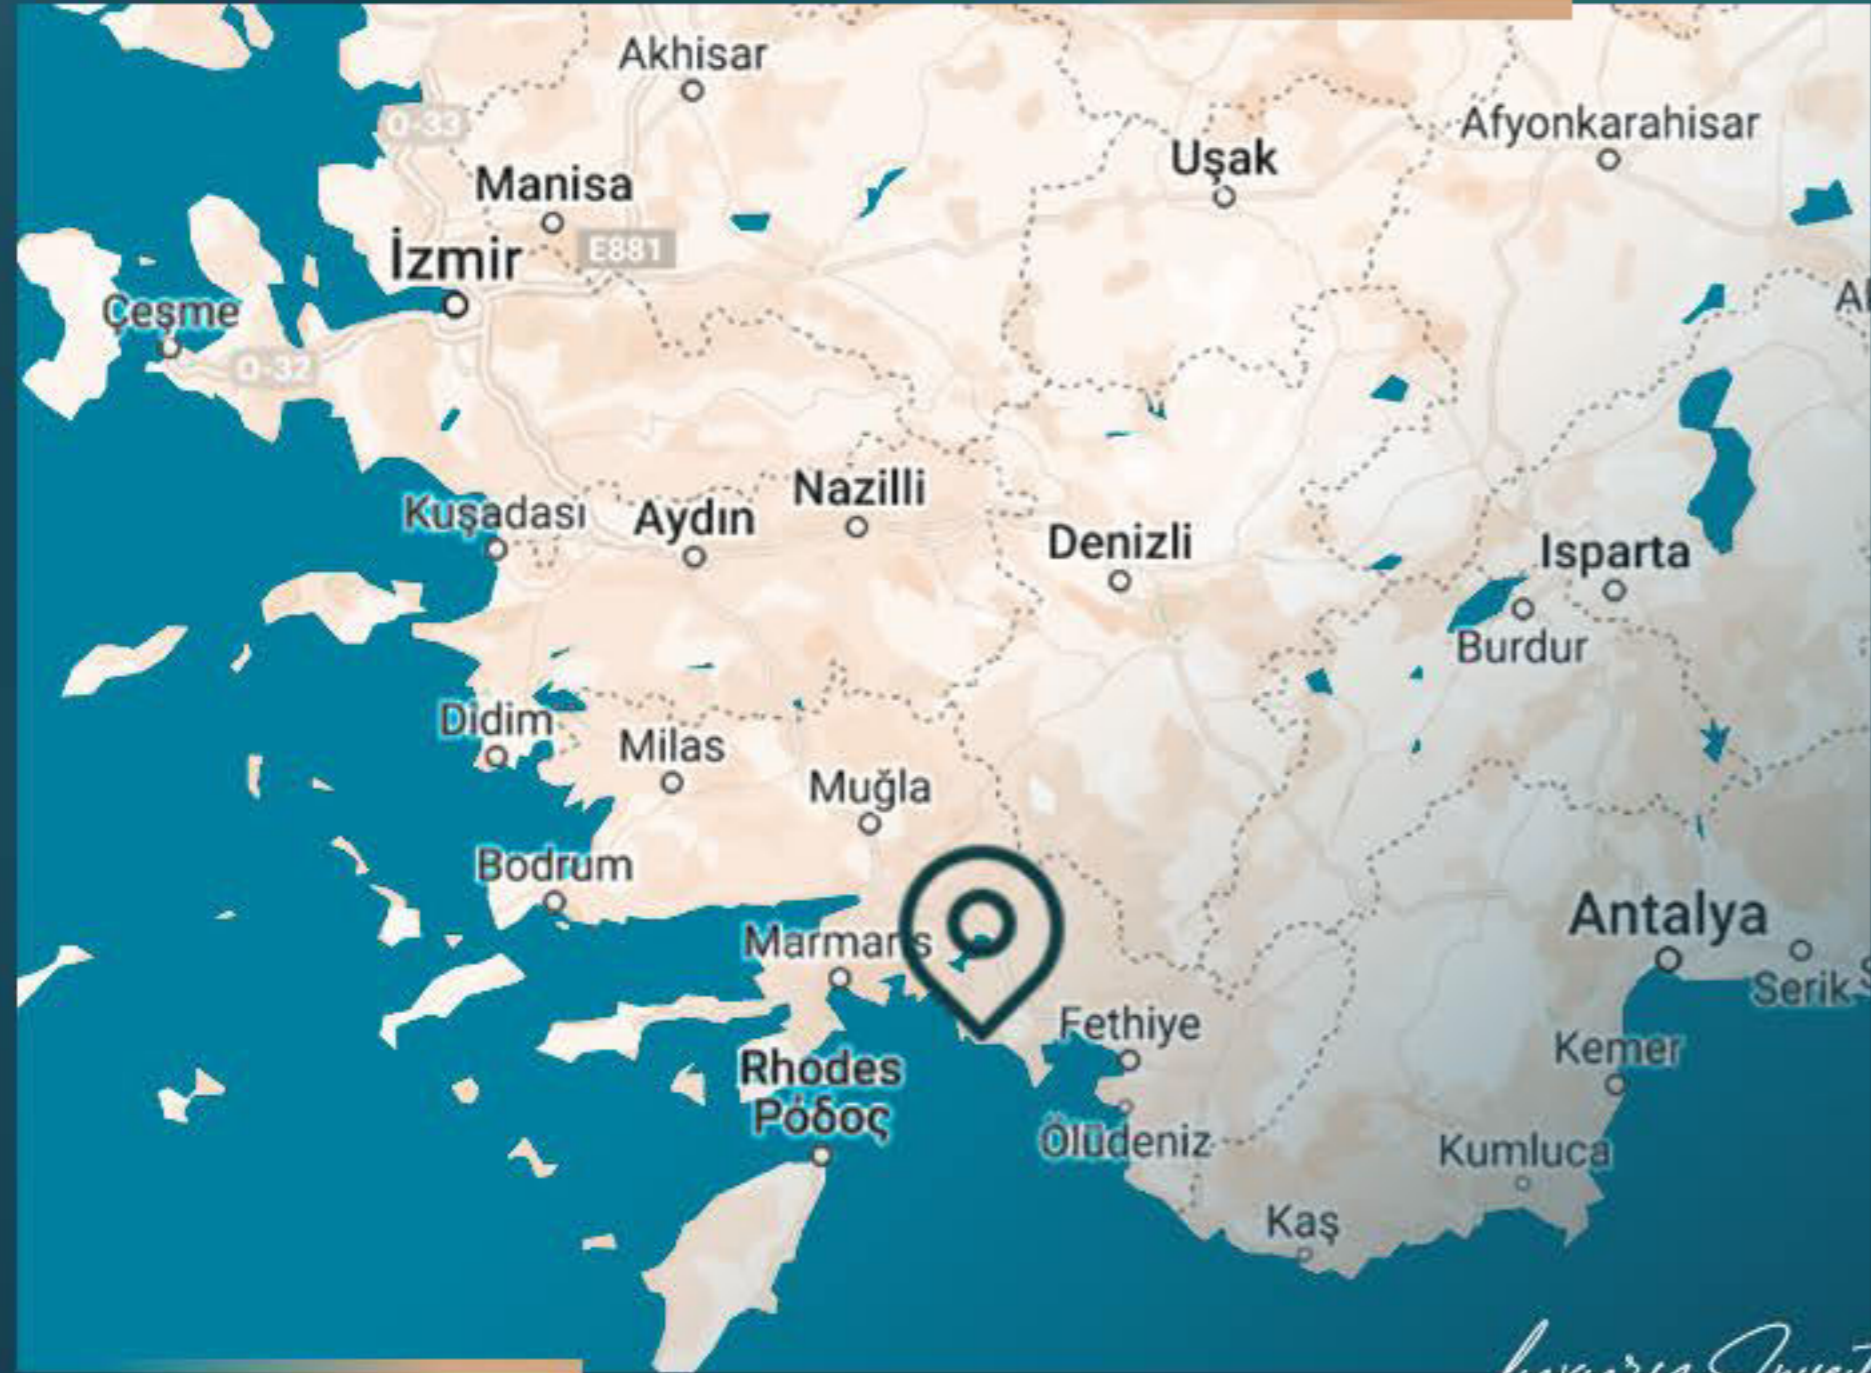 Akhisar
Afyonkarahisar
O-33
Uşak
Manisa
E881
İzmir
Çeşme
O-32
Nazilli
Kuşadası
Aydın
Denizli
Isparta
Burdur
Didim
Milas
Muğla
Bodrum
Antalya
Marmaris
Serik
Fethiye
Kemer
Rhodes
Ρόδος
Ölüdeniz
Kumluca
Kaş